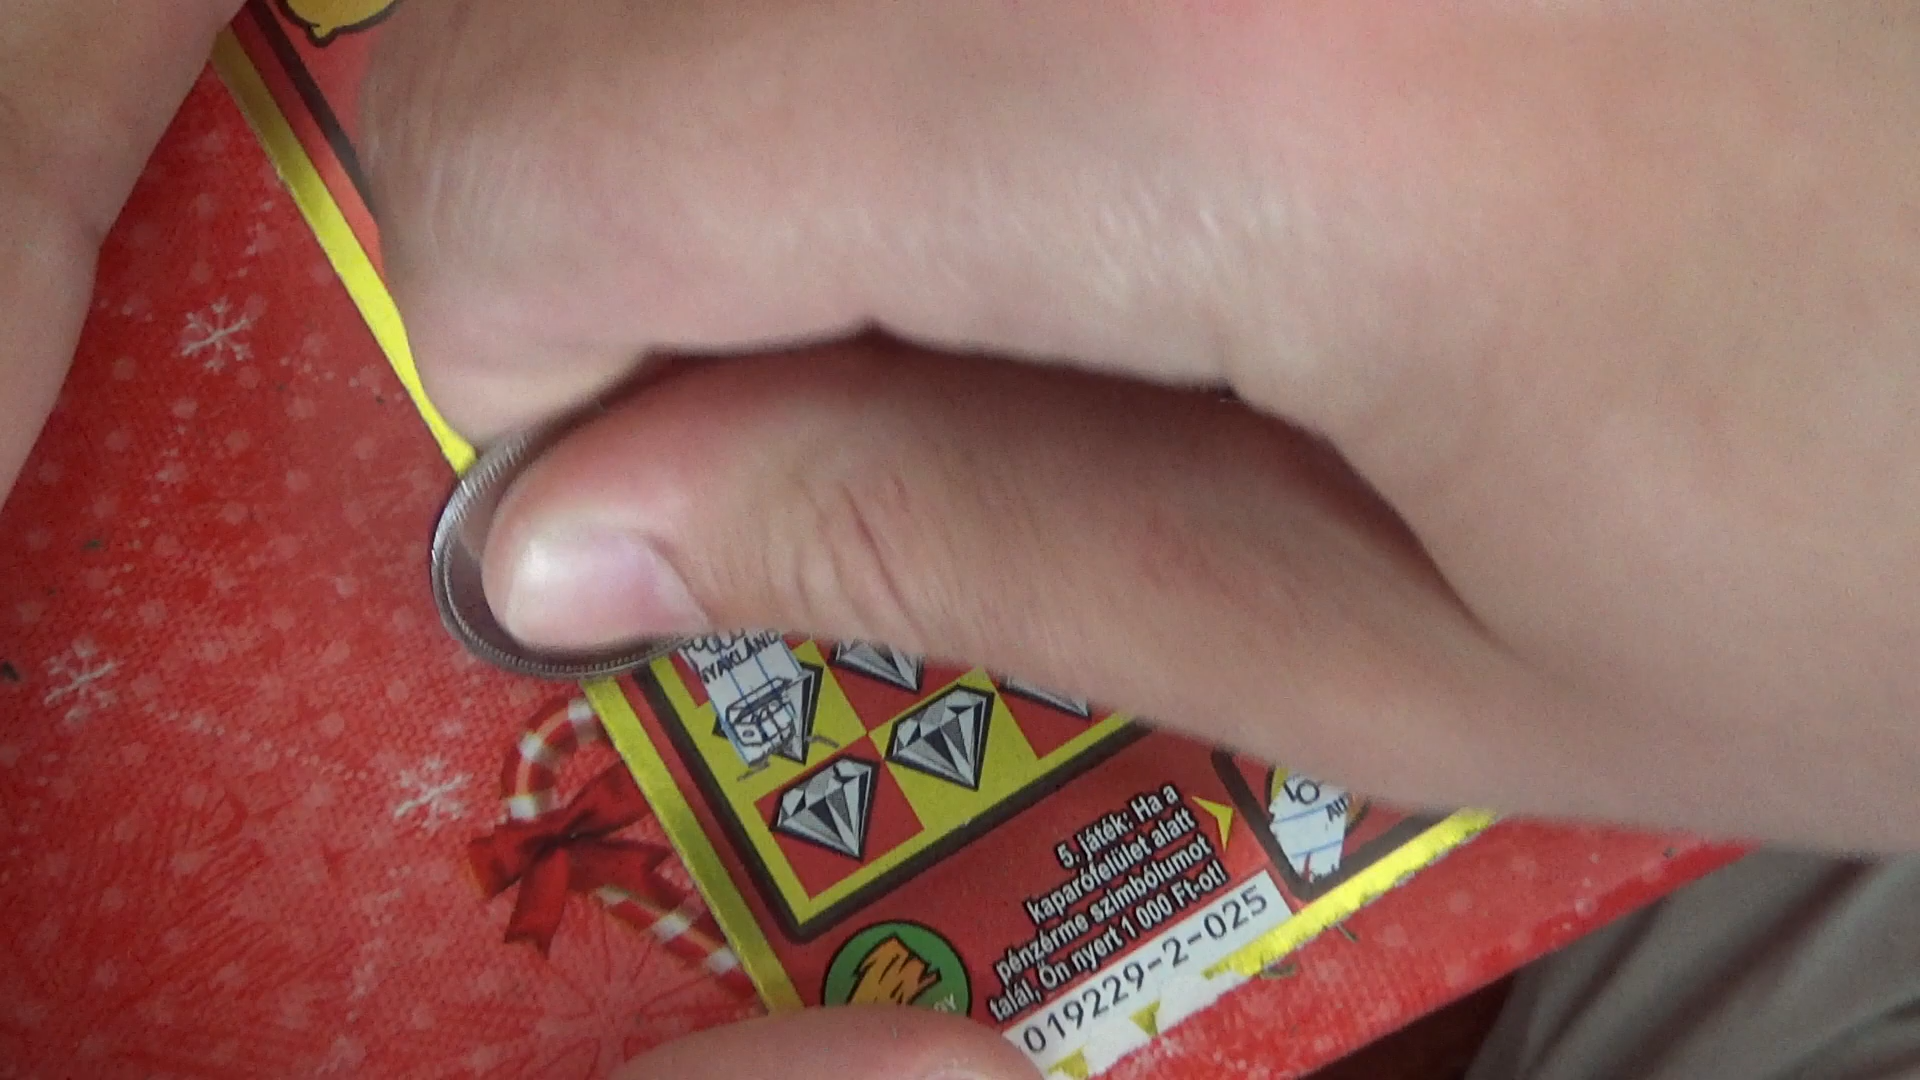 5. játék: Ha a
kaparófelület alatt
pénzérme szimbólumot
talál, Ön nyert 1 000 Ft-ot!
019229-2-025